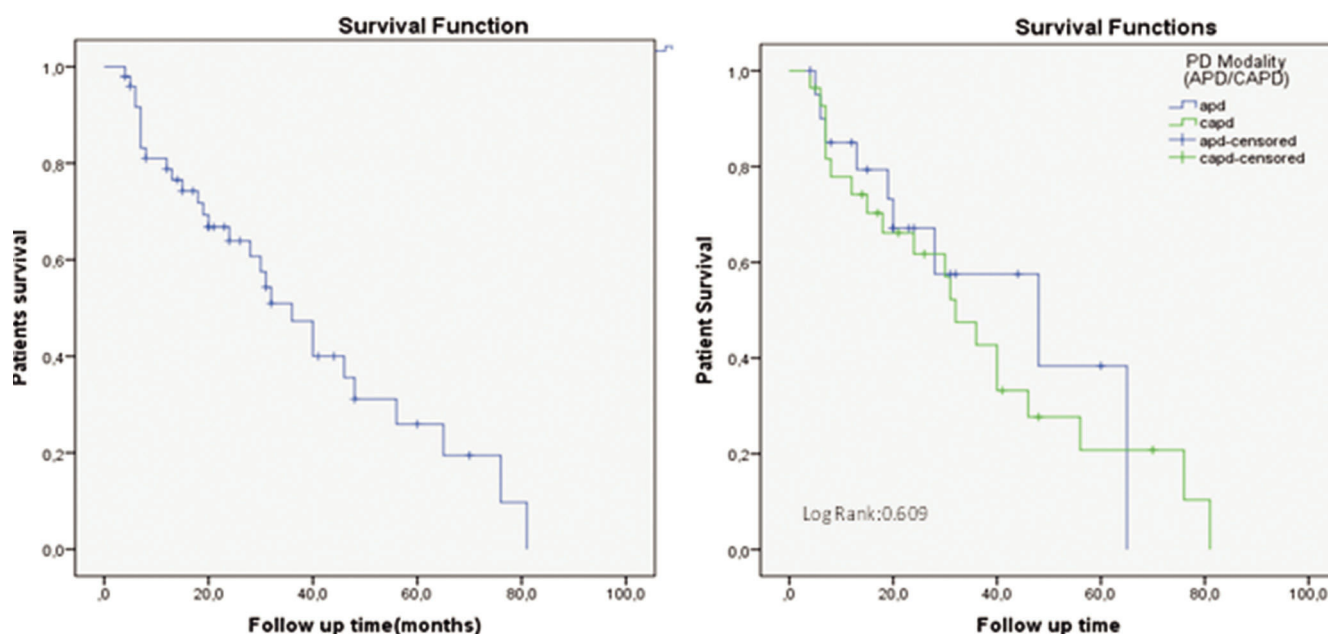 Survival Function
1,0
0,8
0,6
0,4
0,2
0,0
Patients survival
,0 20,0 40,0 60,0 80,0 100,0
Follow up time(months)
Survival Functions
PD Modality
(APD/CAPD)
apd
capd
apd-censored
capd-censored
1,0
0,8
0,6
0,4
0,2
0,0
Patient Survival
Log Rank:0.609
,0 20,0 40,0 60,0 80,0 100,0
Follow up time